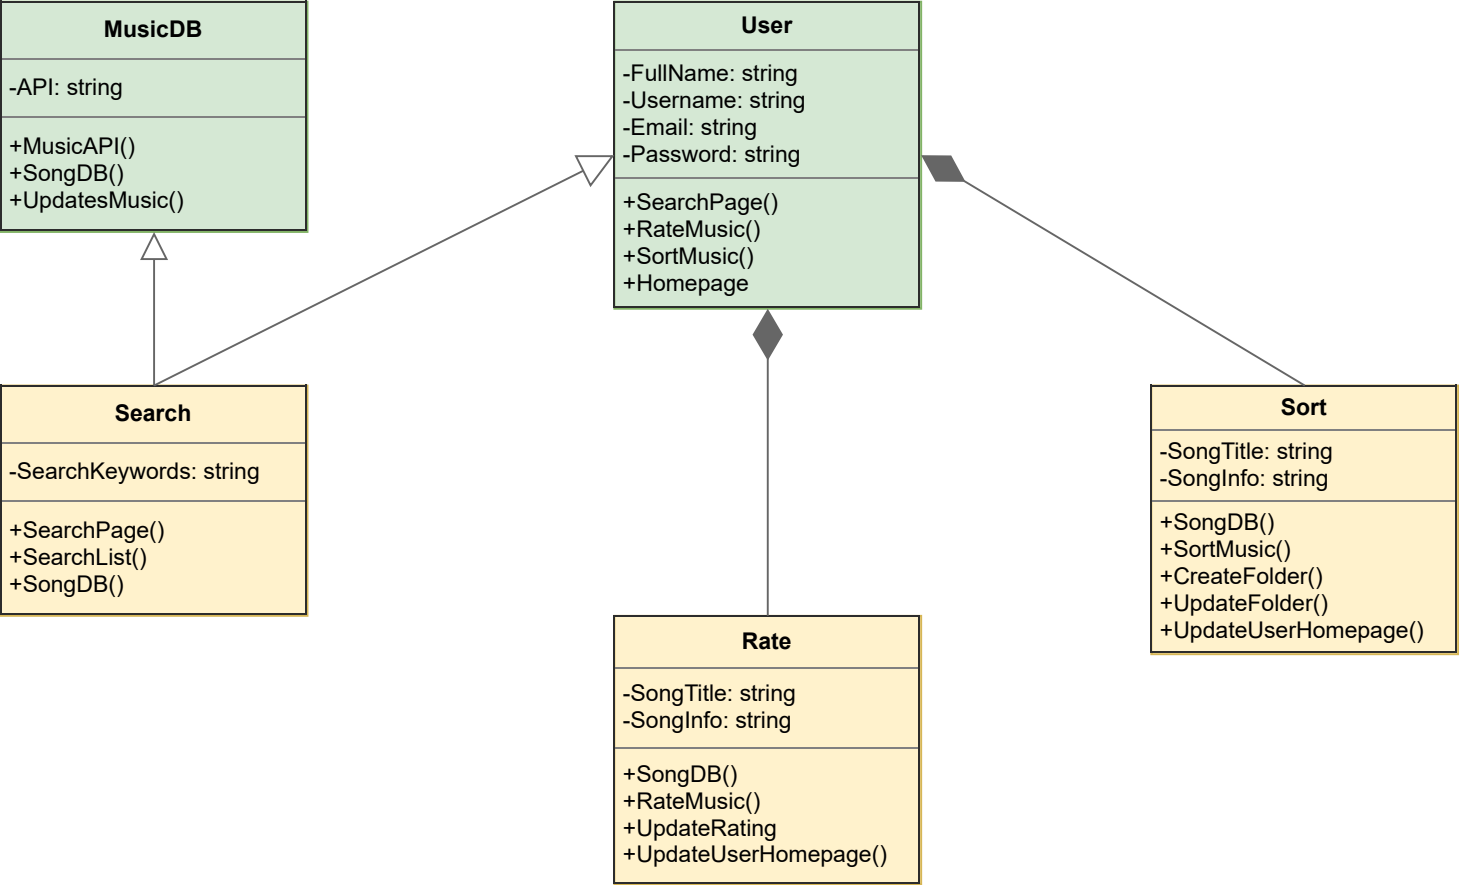 MusicDB
-API: string
+MusicAPI()
+SongDB()
+UpdatesMusic()
User
-FullName: string
-Username: string
-Email: string
-Password: string
+SearchPage()
+RateMusic()
+SortMusic()
+Homepage
Search
-SearchKeywords: string
+SearchPage()
+SearchList()
+SongDB()
Rate
-SongTitle: string
-SongInfo: string
+SongDB()
+RateMusic()
+UpdateRating
+UpdateUserHomepage()
Sort
-SongTitle: string
-SongInfo: string
+SongDB()
+SortMusic()
+CreateFolder()
+UpdateFolder()
+UpdateUserHomepage()